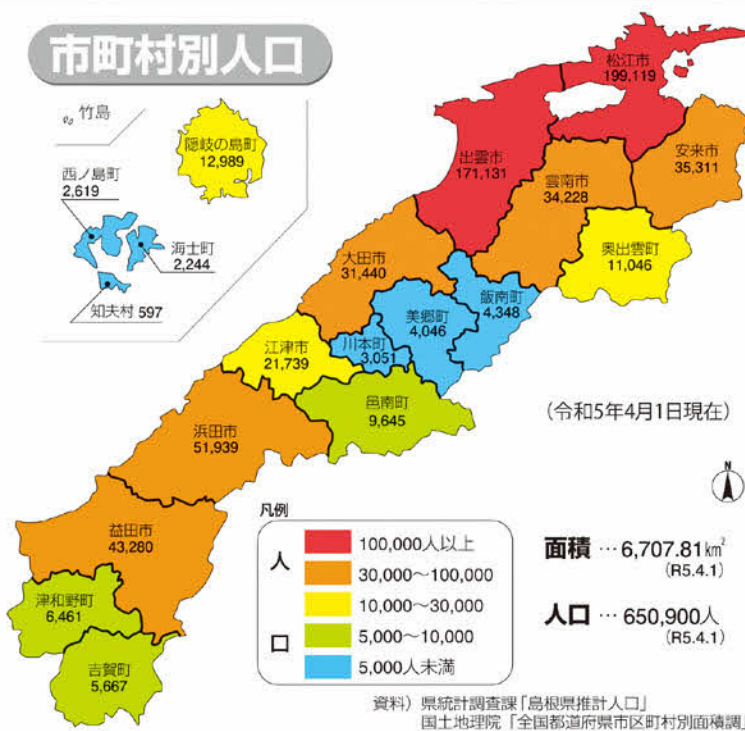 市町村別人口
竹島
隠岐の島町
12,989
西ノ島町
2,619
海士町
2,244
知夫村 597
松江市
199,119
出雲市
171,131
安来市
35,311
雲南市
34,228
奥出雲町
11,046
大田市
31,440
飯南町
4,348
美郷町
4,046
川本町
3,051
江津市
21,739
邑南町
9,645
浜田市
51,939
益田市
43,280
津和野町
6,461
吉賀町
5,667
(令和5年4月1日現在)
N
凡例
人口
100,000人以上
30,000～100,000
10,000～30,000
5,000～10,000
5,000人未満
面積 …6,707.81㎢
(R5.4.1)
人口 …650,900人
(R5.4.1)
資料）県統計調査課「島根県推計人口」
国土地理院「全国都道府県市区町村別面積調」